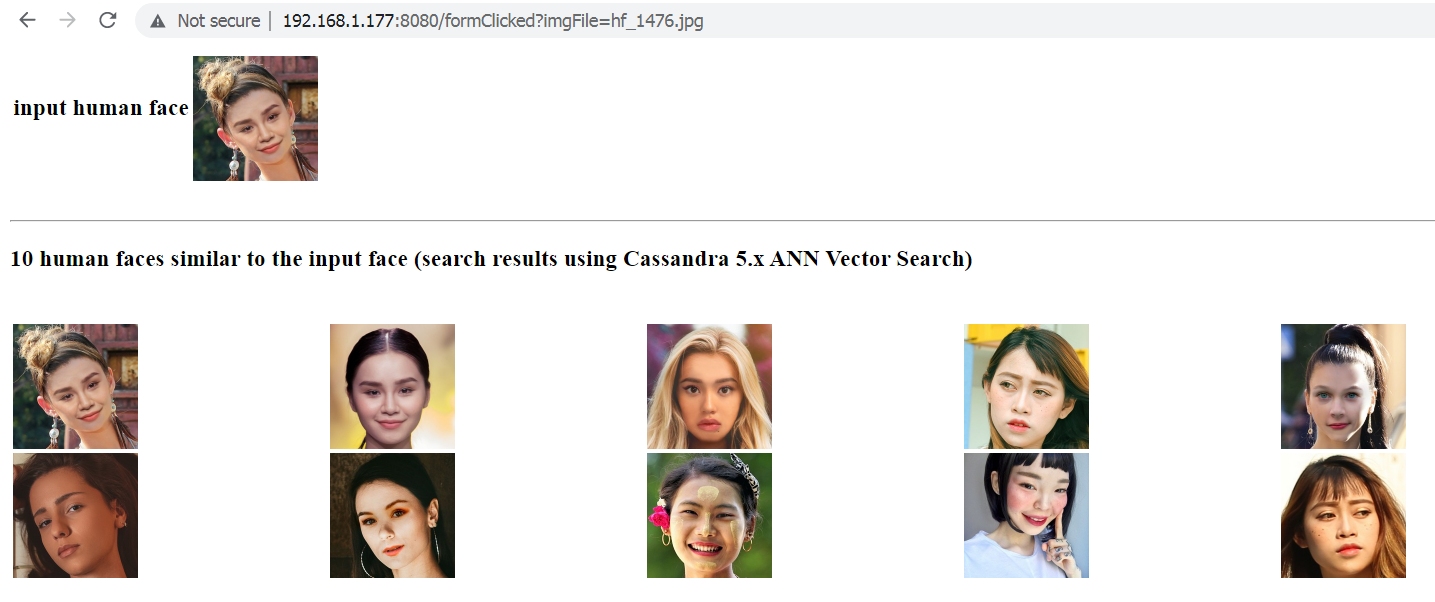 Not secure | 192.168.1.177:8080/formClicked?imgFile=hf_1476.jpg
input human face
10 human faces similar to the input face (search results using Cassandra 5.x ANN Vector Search)